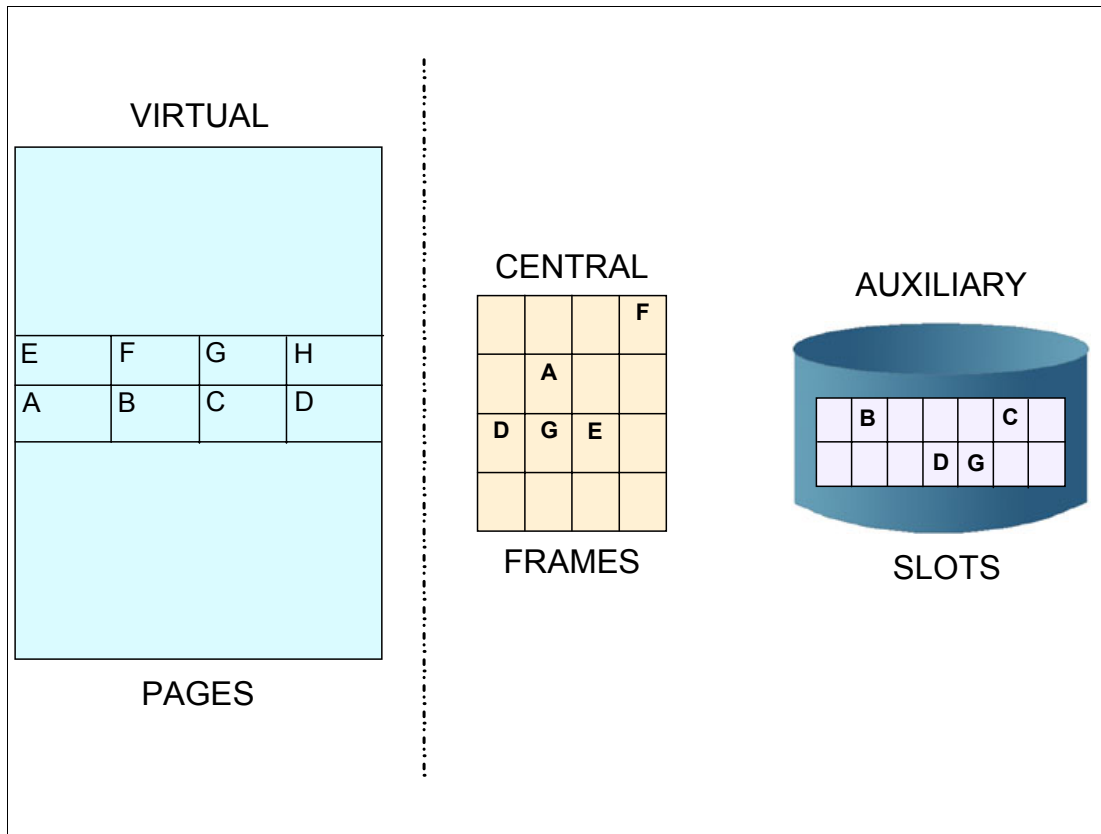 VIRTUAL
E F G H
A B C D
PAGES
CENTRAL
F
A
D G E
FRAMES
AUXILIARY
B C
D G
SLOTS